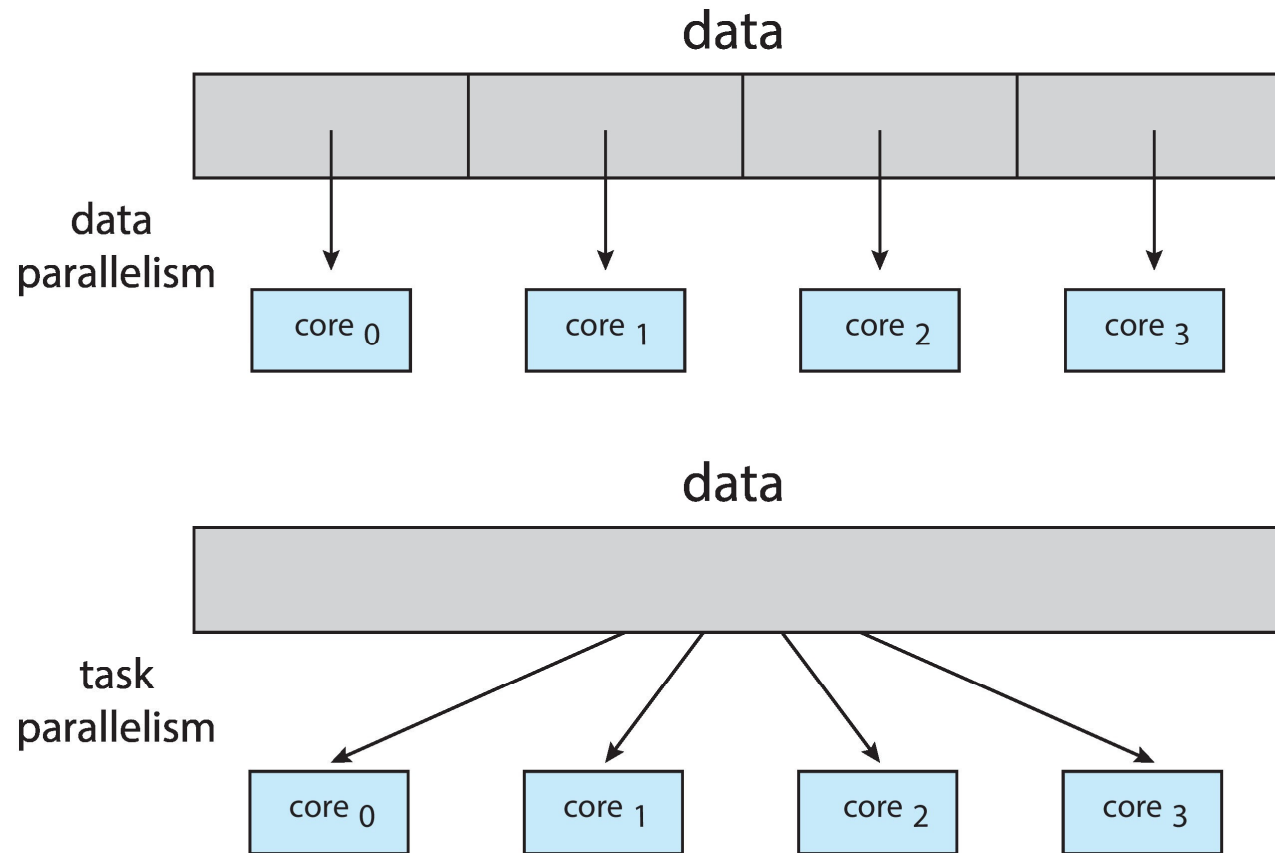 data
data
parallelism
core 0 core 1 core 2 core 3
data
task
parallelism
core 0 core 1 core 2 core 3